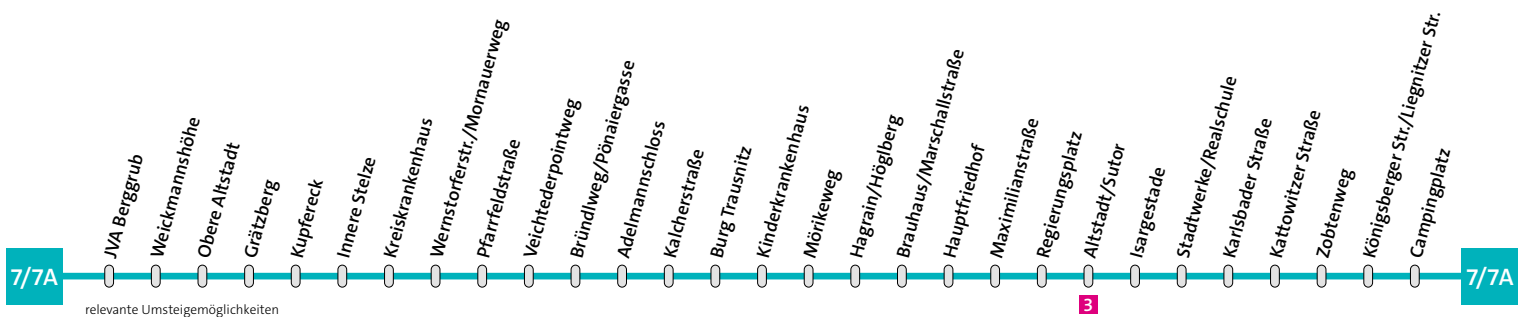 7/7A
JVA Berggrub
Weickmannshöhe
Obere Altstadt
Grätzberg
Kupfereck
Innere Stelze
Kreiskrankenhaus
Wernstorferstr./Mornauerweg
Pfarrfeldstraße
Veichtederpointweg
Bründlweg/Pönaiergasse
Adelmannschloss
Kalcherstraße
Burg Trausnitz
Kinderkrankenhaus
Mörikeweg
Hagrain/Höglberg
Brauhaus/Marschallstraße
Hauptfriedhof
Maximilianstraße
Regierungsplatz
Altstadt/Sutor
Isargestade
Stadtwerke/Realschule
Karlsbader Straße
Kattowitzer Straße
Zobtenweg
Königsberger Str./Liegnitzer Str.
Campingplatz
7/7A
relevante Umsteigemöglichkeiten
3